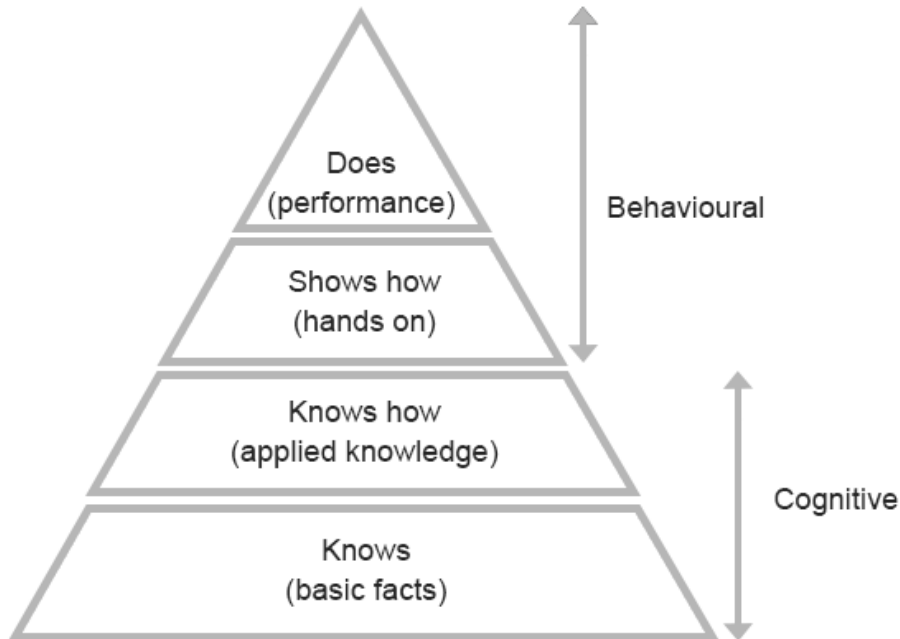 Does
(performance)
Behavioural
Shows how
(hands on)
Knows how
(applied knowledge)
Cognitive
Knows
(basic facts)